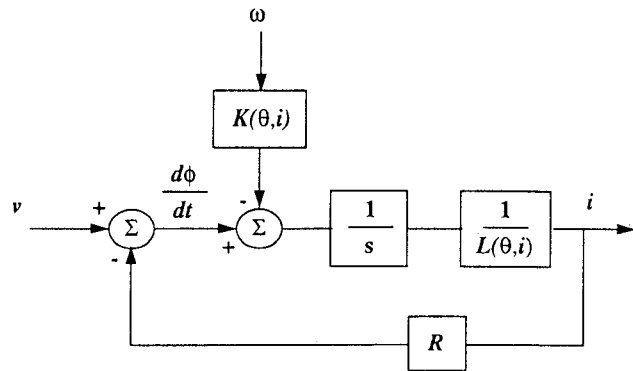 ω
K(θ,i)
dφ
dt
v
+
Σ
-
-
+
Σ
1
s
1
L(θ,i)
i
R